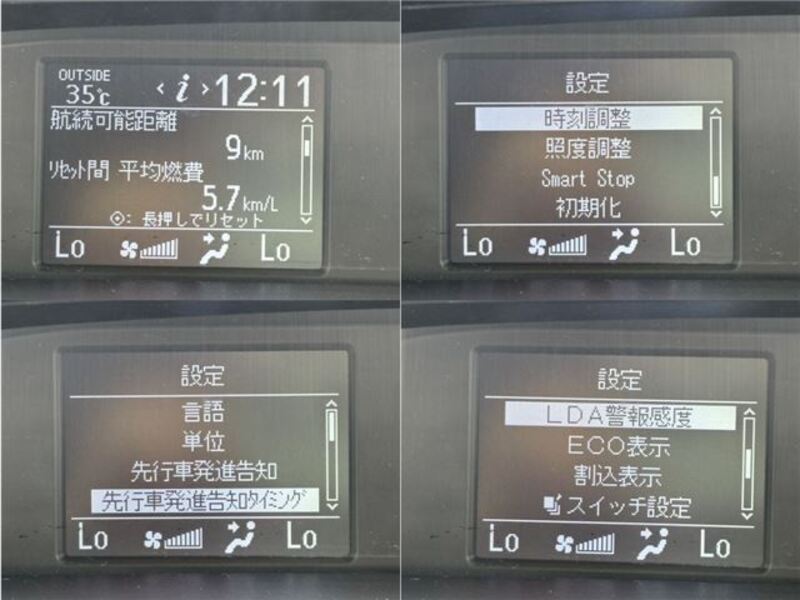 OUTSIDE
35℃ < i > 12:11
航続可能距離
9km
リセット間 平均燃費
5.7km/L
: 長押しでリセット
Lo Lo
設定
時刻調整
照度調整
Smart Stop
初期化
Lo Lo
設定
言語
単位
先行車発進告知
先行車発進告知タイミング
Lo Lo
設定
LDA警報感度
ECO表示
割込表示
スイッチ設定
Lo Lo